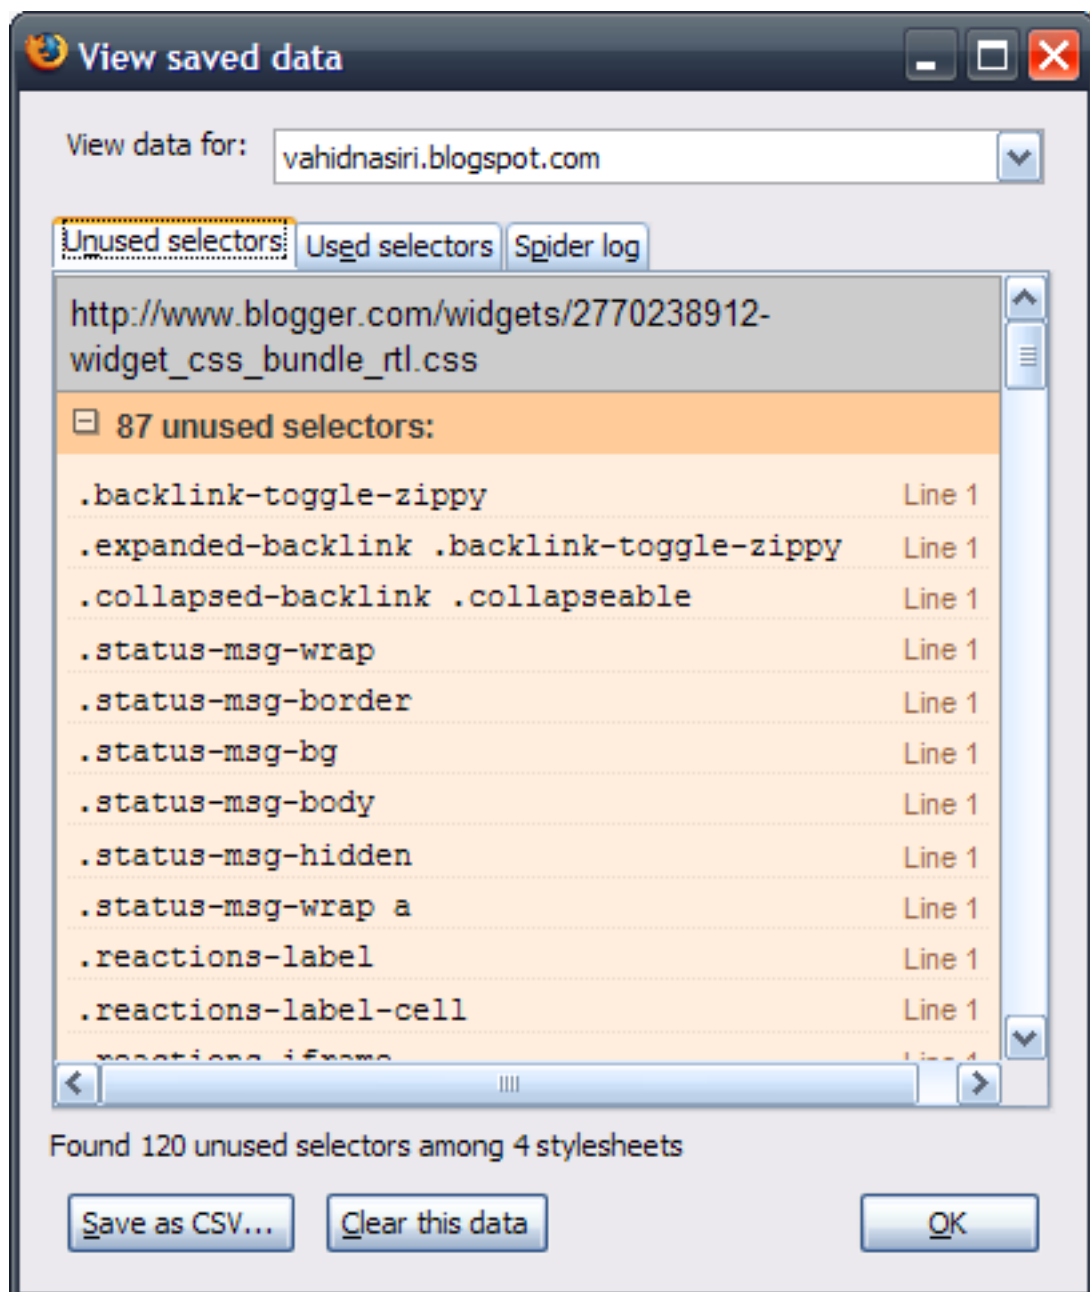 View saved data
View data for: vahidnasiri.blogspot.com
Unused selectors Used selectors Spider log
http://www.blogger.com/widgets/2770238912-
widget_css_bundle_rtl.css
87 unused selectors:
.backlink-toggle-zippy Line 1
.expanded-backlink .backlink-toggle-zippy Line 1
.collapsed-backlink .collapseable Line 1
.status-msg-wrap Line 1
.status-msg-border Line 1
.status-msg-bg Line 1
.status-msg-body Line 1
.status-msg-hidden Line 1
.status-msg-wrap a Line 1
.reactions-label Line 1
.reactions-label-cell Line 1
.reactions-iframe Line 1
Found 120 unused selectors among 4 stylesheets
Save as CSV... Clear this data OK